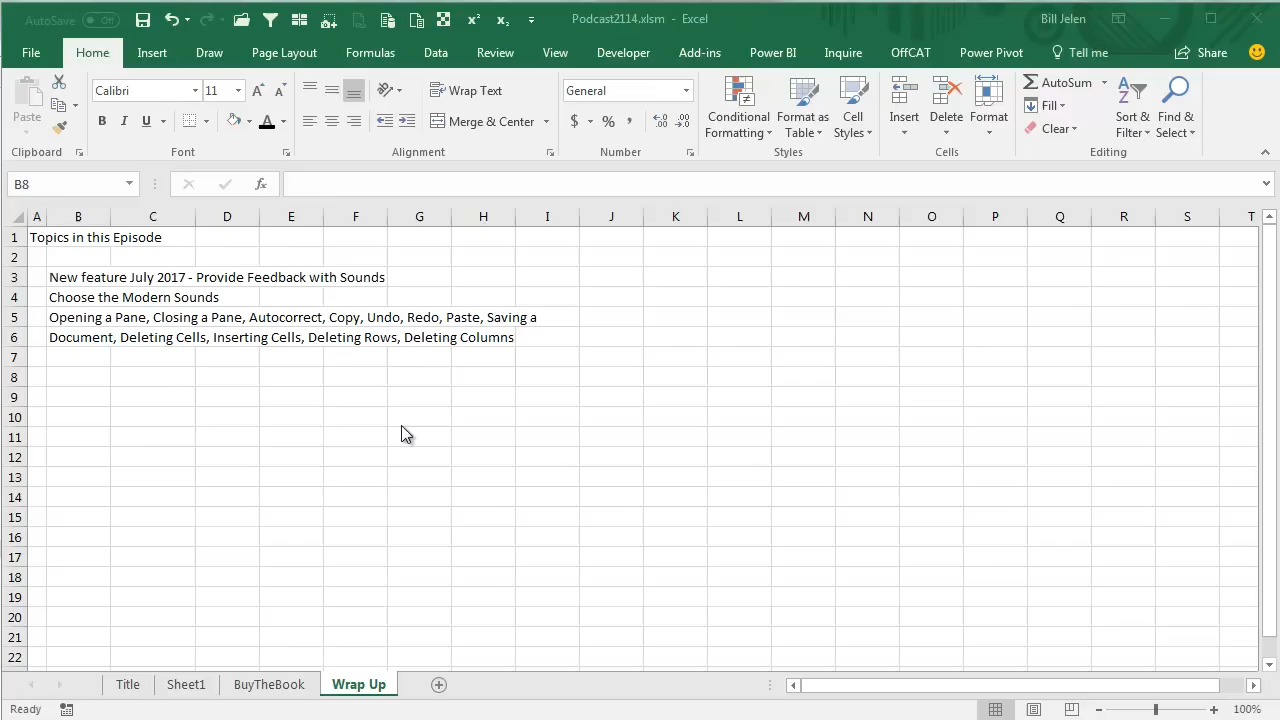 AutoSave Off Podcast2114.xlsm - Excel Bill Jelen
File Home Insert Draw Page Layout Formulas Data Review View Developer Add-ins Power BI Inquire OffCAT Power Pivot Tell me Share
Paste
Calibri 11
B I U
Wrap Text
Merge & Center
General
$ % ,
Conditional Formatting
Format as Table
Cell Styles
Insert
Delete
Format
AutoSum
Fill
Clear
Sort & Filter
Find & Select
Clipboard Font Alignment Number Styles Cells Editing
B8 fx
A B C D E F G H I J K L M N O P Q R S T
1 Topics in this Episode
2
3 New feature July 2017 - Provide Feedback with Sounds
4 Choose the Modern Sounds
5 Opening a Pane, Closing a Pane, Autocorrect, Copy, Undo, Redo, Paste, Saving a
6 Document, Deleting Cells, Inserting Cells, Deleting Rows, Deleting Columns
7
8
9
10
11
12
13
14
15
16
17
18
19
20
21
22
Title Sheet1 BuyTheBook Wrap Up
Ready 100%